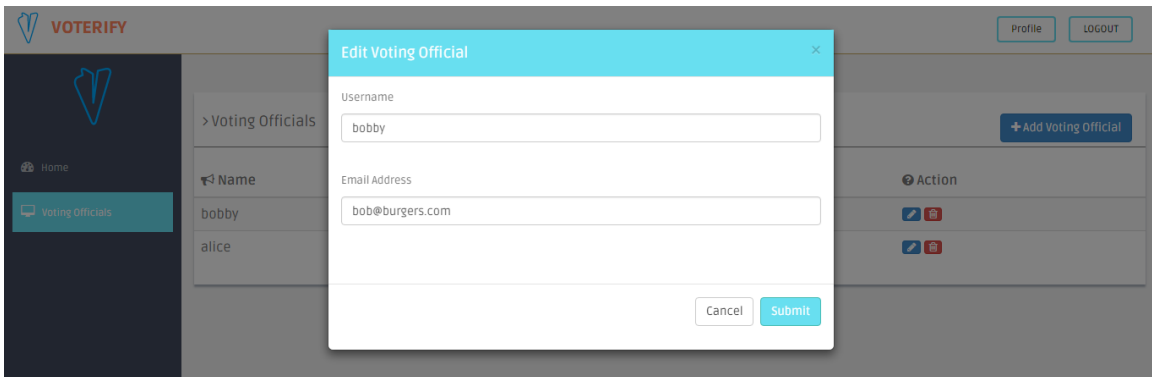 VOTERIFY
Profile
LOGOUT
Edit Voting Official
×
Username
bobby
Email Address
bob@burgers.com
Cancel
Submit
Home
Voting Officials
> Voting Officials
+ Add Voting Official
Name
Action
bobby
alice